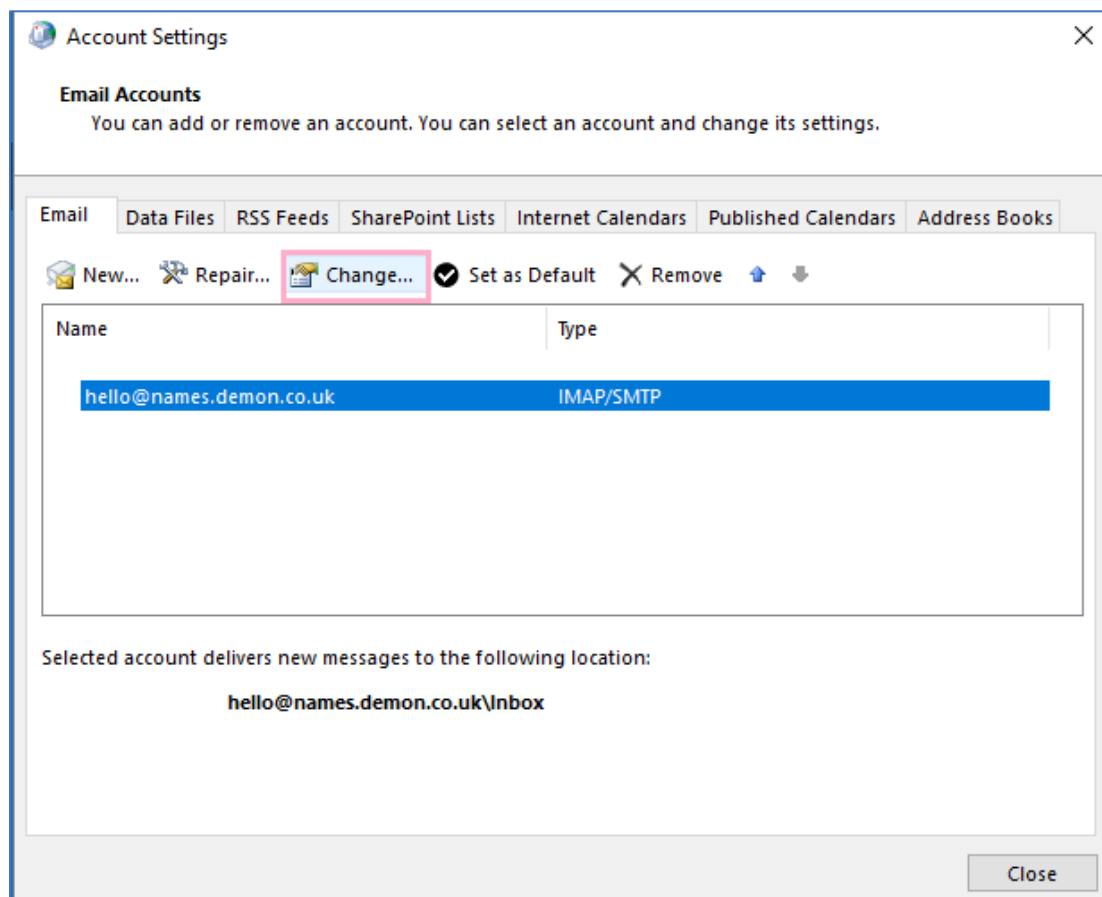 Account Settings
Email Accounts
You can add or remove an account. You can select an account and change its settings.
Email Data Files RSS Feeds SharePoint Lists Internet Calendars Published Calendars Address Books
New... Repair... Change... Set as Default Remove
Name Type
hello@names.demon.co.uk IMAP/SMTP
Selected account delivers new messages to the following location:
hello@names.demon.co.uk\Inbox
Close